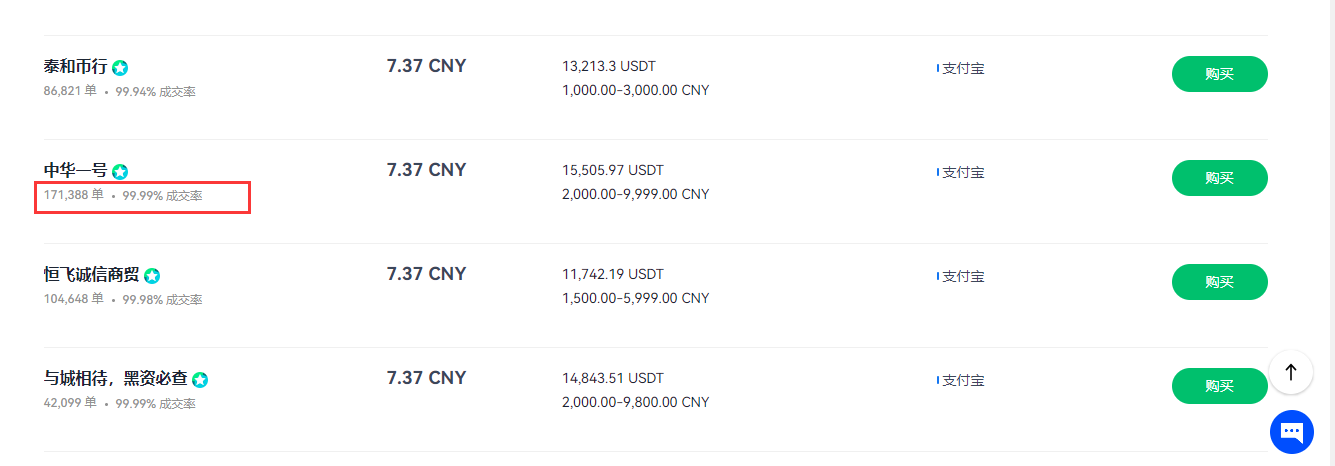 泰和币行
7.37 CNY
13,213.3 USDT
支付宝
购买
86,821 单 • 99.94% 成交率
1,000.00-3,000.00 CNY
中华一号
7.37 CNY
15,505.97 USDT
支付宝
购买
171,388 单 • 99.99% 成交率
2,000.00-9,999.00 CNY
恒飞诚信商贸
7.37 CNY
11,742.19 USDT
支付宝
购买
104,648 单 • 99.98% 成交率
1,500.00-5,999.00 CNY
与诚相待，黑资必查
7.37 CNY
14,843.51 USDT
支付宝
购买
42,099 单 • 99.99% 成交率
2,000.00-9,800.00 CNY